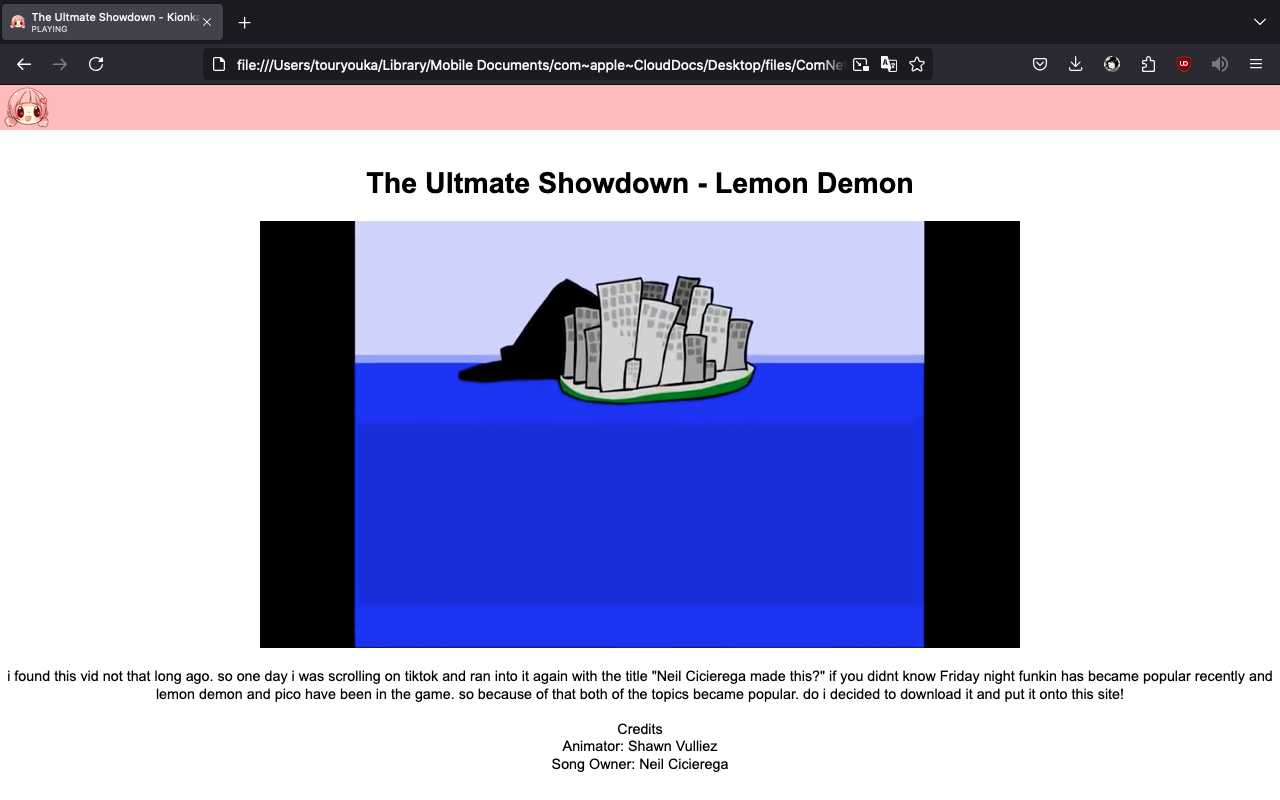 The Ultmate Showdown - Kionk
PLAYING
file:///Users/touryouka/Library/Mobile Documents/com~apple~CloudDocs/Desktop/files/ComNe
The Ultmate Showdown - Lemon Demon
i found this vid not that long ago. so one day i was scrolling on tiktok and ran into it again with the title "Neil Cicierega made this?" if you didnt know Friday night funkin has became popular recently and
lemon demon and pico have been in the game. so because of that both of the topics became popular. do i decided to download it and put it onto this site!
Credits
Animator: Shawn Vulliez
Song Owner: Neil Cicierega